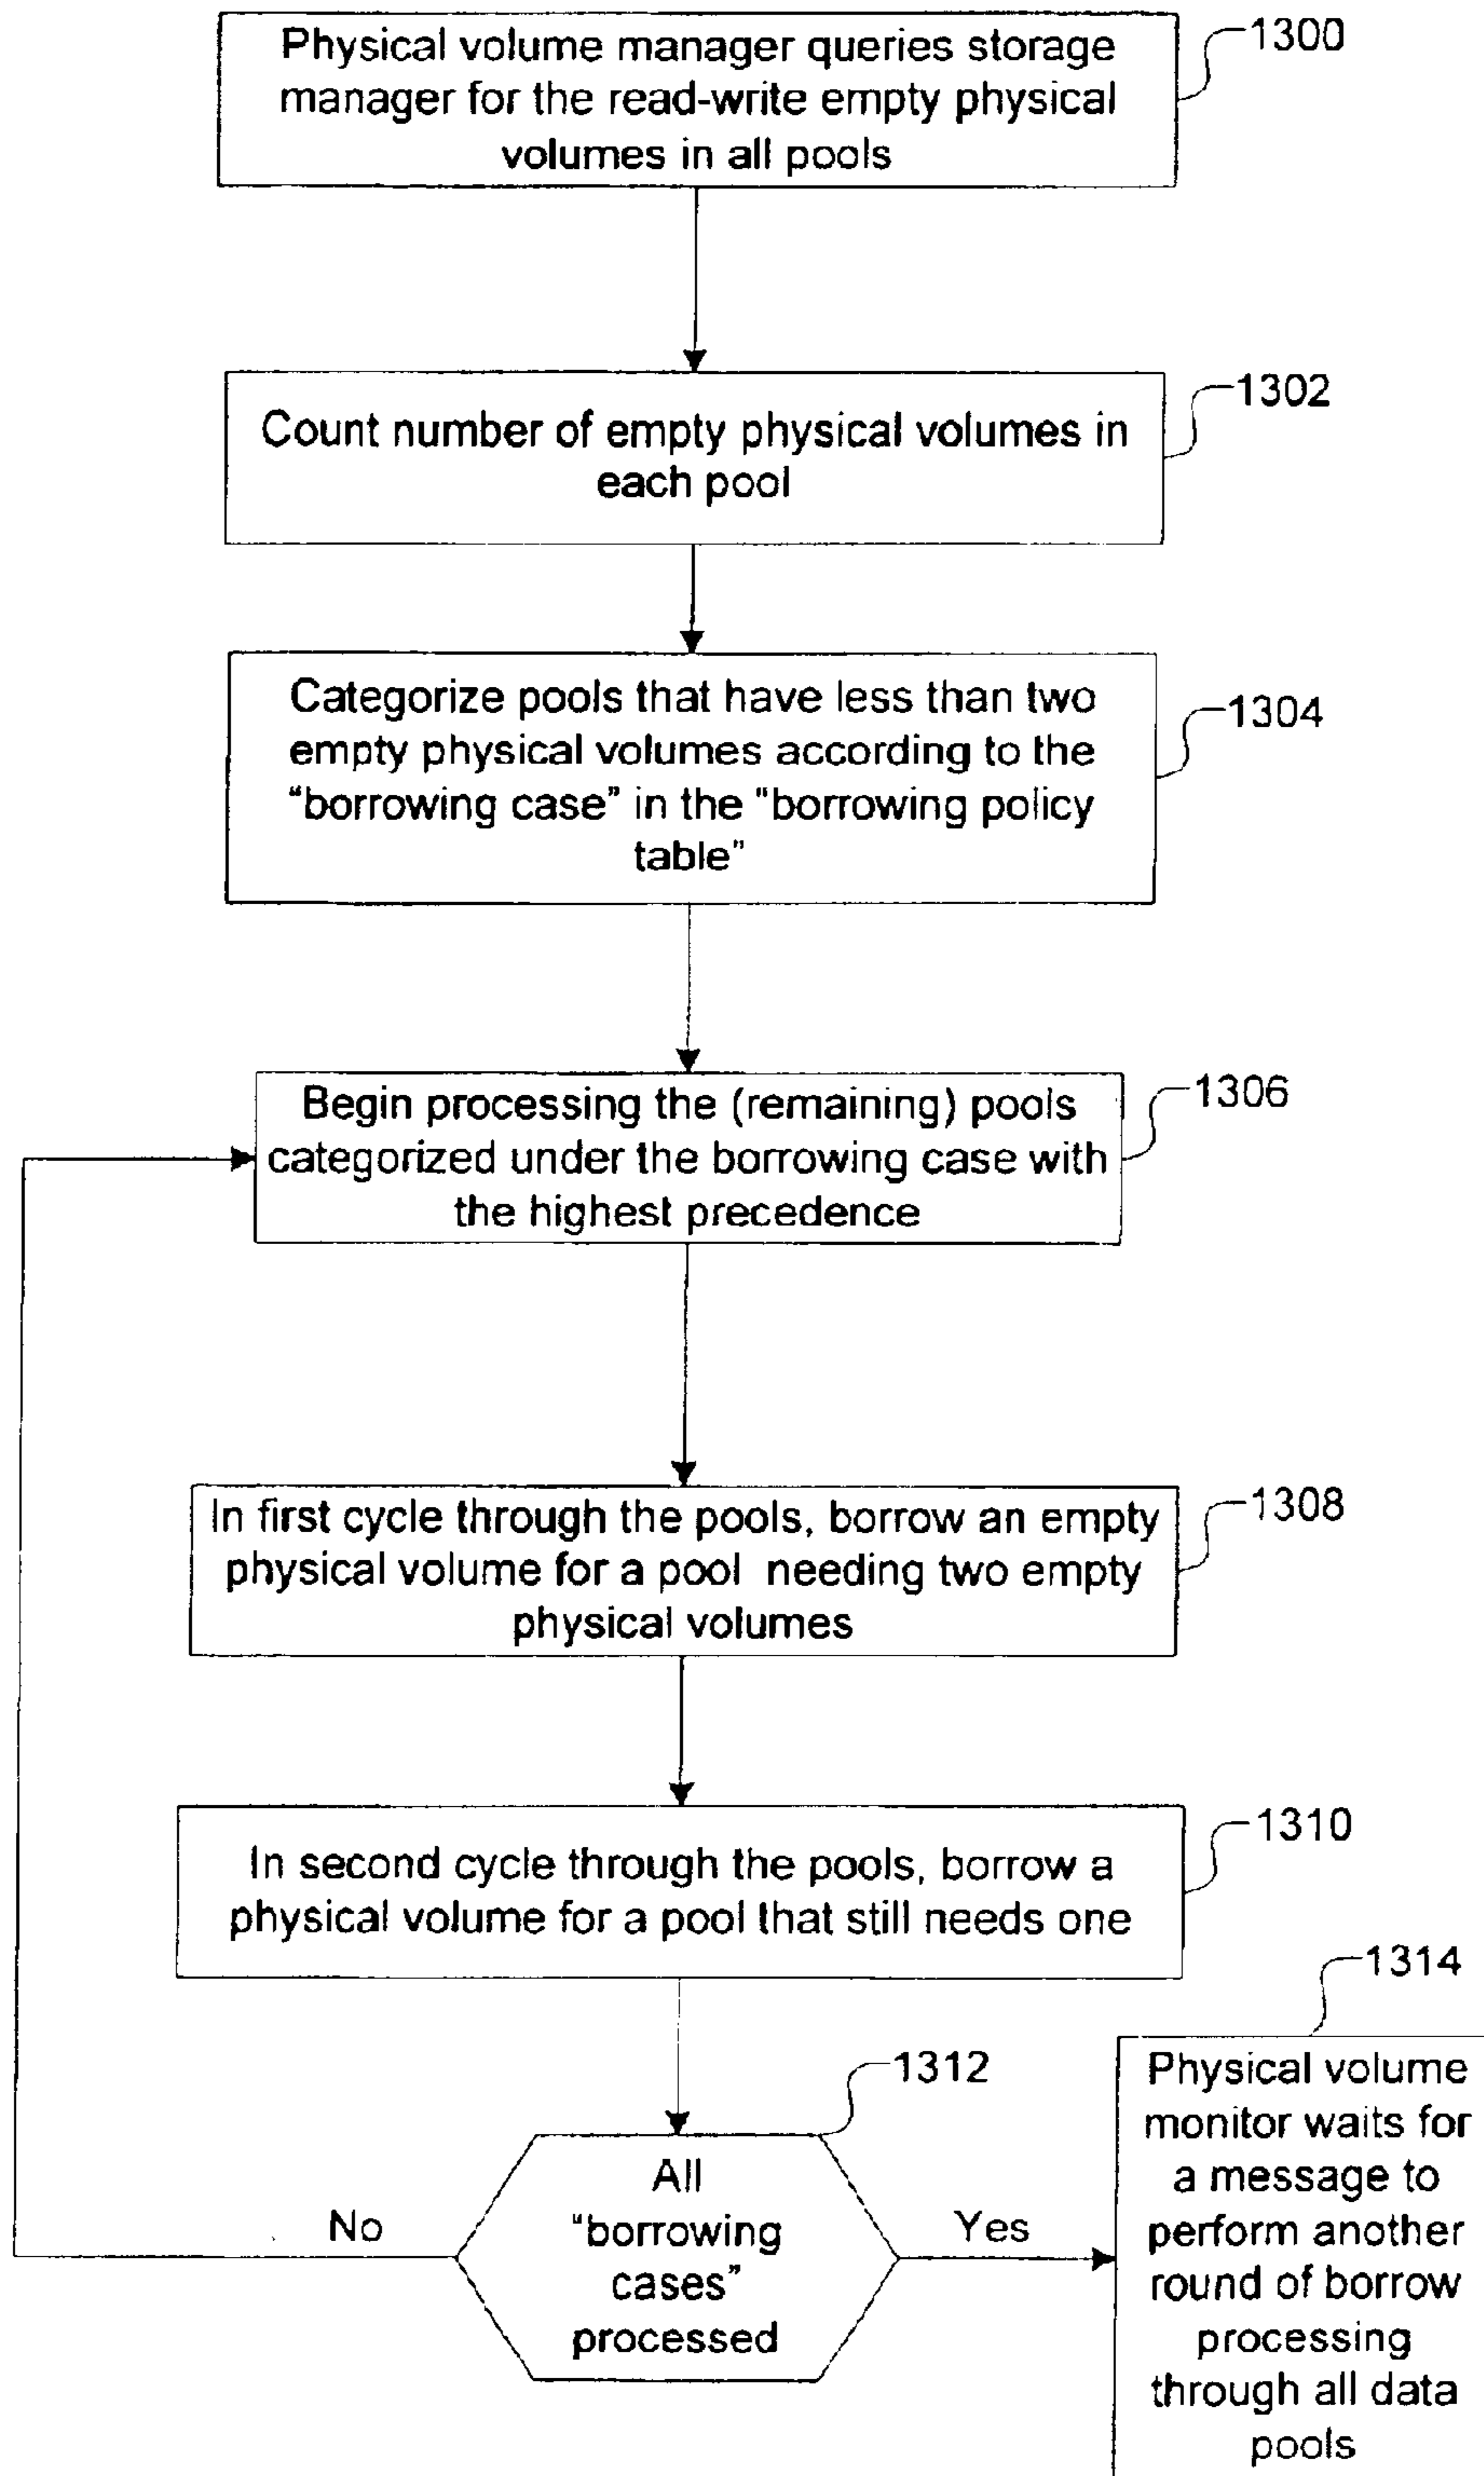 Physical volume manager queries storage
manager for the read-write empty physical
volumes in all pools
1300
Count number of empty physical volumes in
each pool
1302
Categorize pools that have less than two
empty physical volumes according to the
“borrowing case” in the "borrowing policy
table"
1304
Begin processing the (remaining) pools
categorized under the borrowing case with
the highest precedence
1306
In first cycle through the pools, borrow an empty
physical volume for a pool needing two empty
physical volumes
1308
In second cycle through the pools, borrow a
physical volume for a pool that still needs one
1310
All
“borrowing
cases”
processed
1312
No
Yes
Physical volume
monitor waits for
a message to
perform another
round of borrow
processing
through all data
pools
1314